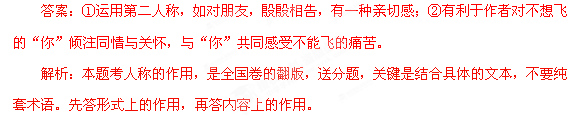 答案：①运用第二人称，如对朋友，殷殷相告，有一种亲切感；②有利于作者对不想飞
的“你”倾注同情与关怀，与“你”共同感受不能飞的痛苦。
解析：本题考人称的作用，是全国卷的翻版，送分题，关键是结合具体的文本，不要纯
套术语。先答形式上的作用，再答内容上的作用。